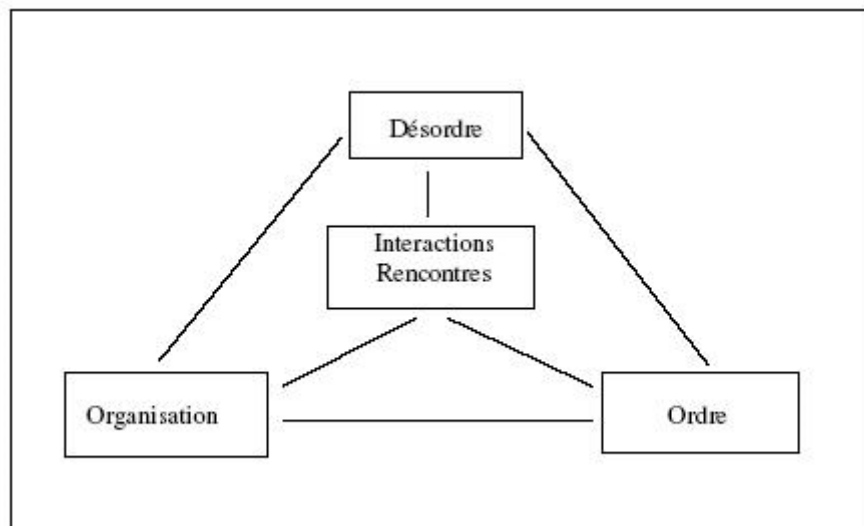 Désordre
Interactions
Rencontres
Organisation
Ordre